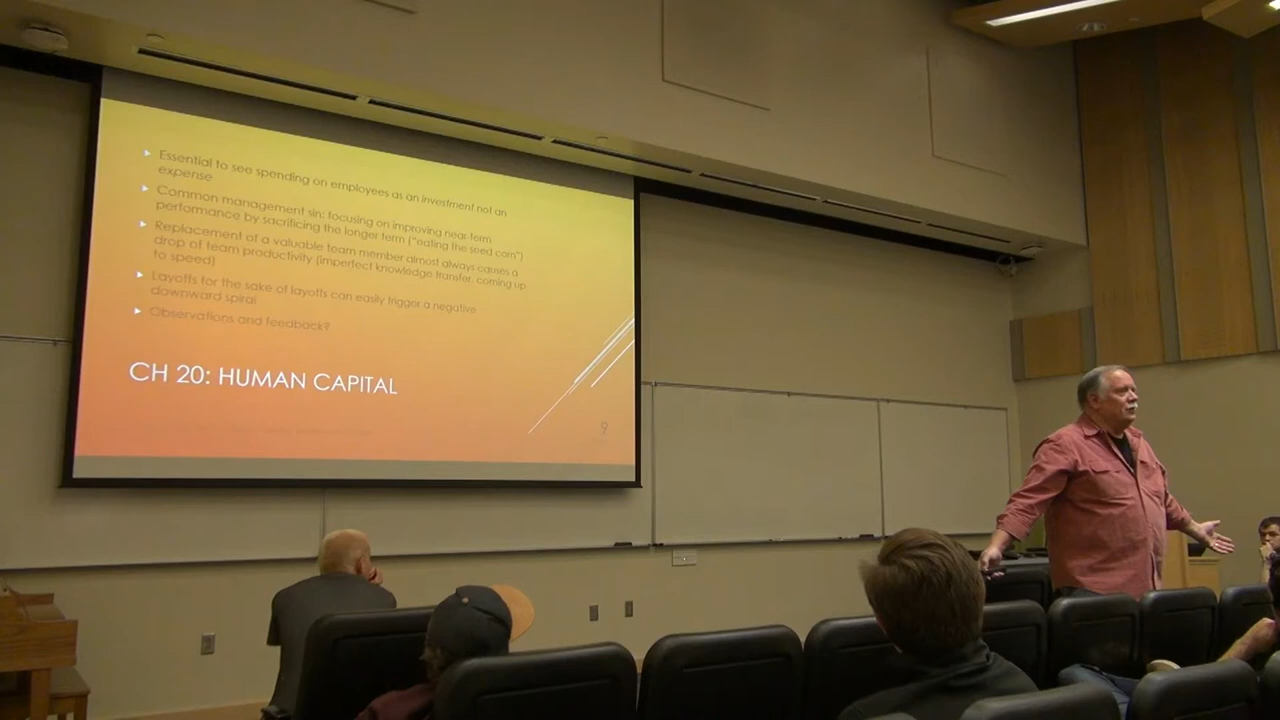 Essential to see spending on employees as an investment not an
expense
Common management sin: focusing on improving near-term
performance by sacrificing the longer term ("eating the seed corn")
Replacement of a valuable team member almost always causes a
drop of team productivity (imperfect knowledge transfer, coming up
to speed)
Layoffs for the sake of layoffs can easily trigger a negative
downward spiral
Observations and feedback?
CH 20: HUMAN CAPITAL
9